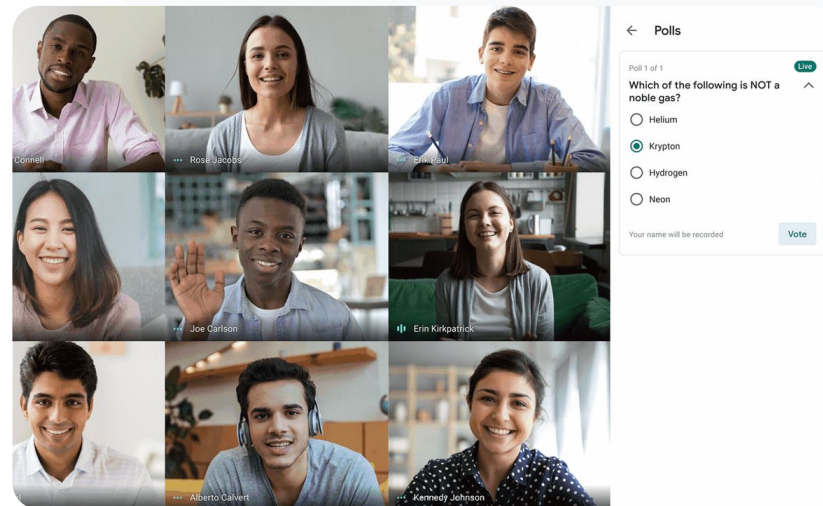 'Connell
Rose Jacobs
Erik Paul
Joe Carlson
Erin Kirkpatrick
Alberto Calvert
Kennedy Johnson
Polls
Poll 1 of 1
Live
Which of the following is NOT a
noble gas?
Helium
Krypton
Hydrogen
Neon
Your name will be recorded
Vote